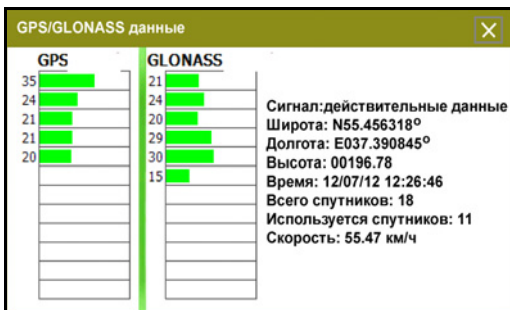 GPS/GLONASS данные
GPS
35
24
21
21
20
GLONASS
21
24
20
29
30
15
Сигнал:действительные данные
Широта: N55.456318º
Долгота: E037.390845º
Высота: 00196.78
Время: 12/07/12 12:26:46
Всего спутников: 18
Используется спутников: 11
Скорость: 55.47 км/ч